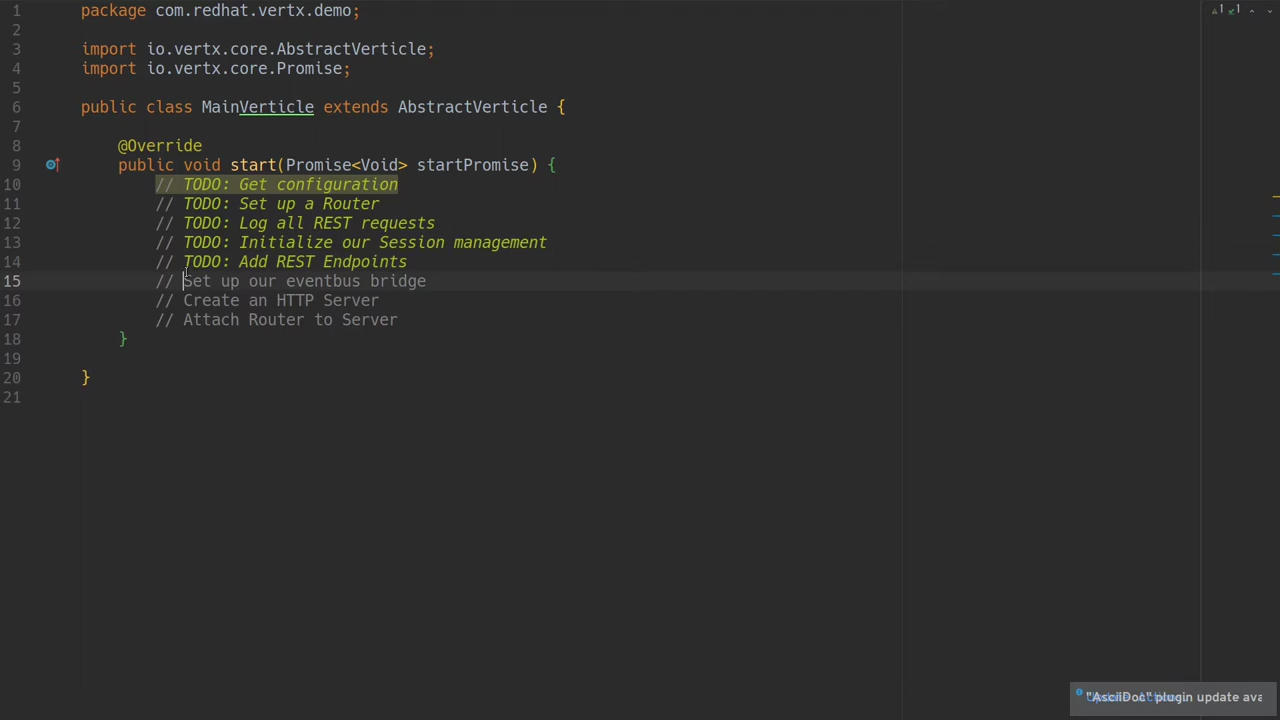 1 package com.redhat.vertx.demo;
2
3 import io.vertx.core.AbstractVerticle;
4 import io.vertx.core.Promise;
5
6 public class MainVerticle extends AbstractVerticle {
7
8 @Override
9 public void start(Promise<Void> startPromise) {
10 // TODO: Get configuration
11 // TODO: Set up a Router
12 // TODO: Log all REST requests
13 // TODO: Initialize our Session management
14 // TODO: Add REST Endpoints
15 // Set up our eventbus bridge
16 // Create an HTTP Server
17 // Attach Router to Server
18 }
19
20 }
21
1 1
"AsciiDoc" plugin update ava